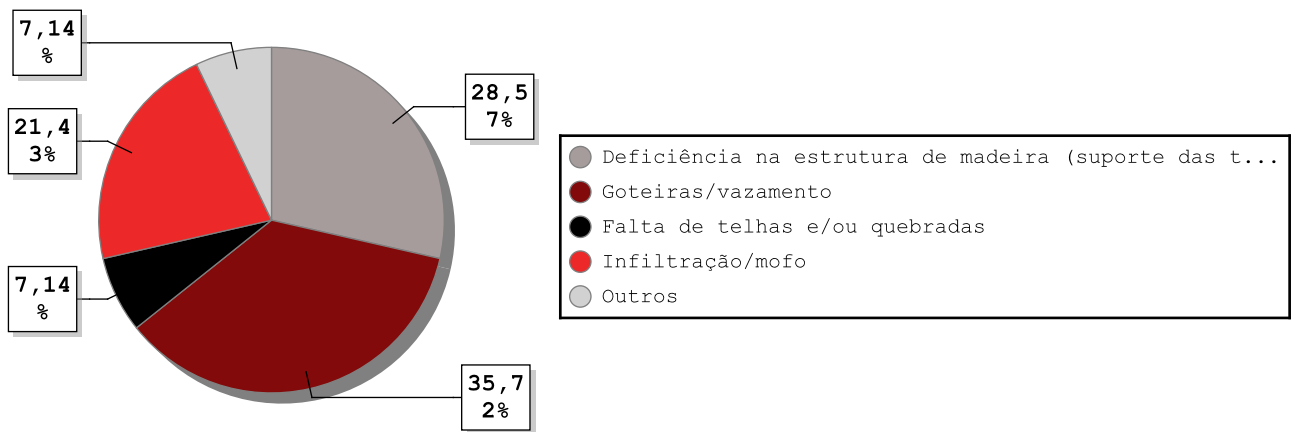 7,14
%
28,5
7%
21,4
3%
7,14
%
35,7
2%
Deficiência na estrutura de madeira (suporte das t...
Goteiras/vazamento
Falta de telhas e/ou quebradas
Infiltração/mofo
Outros